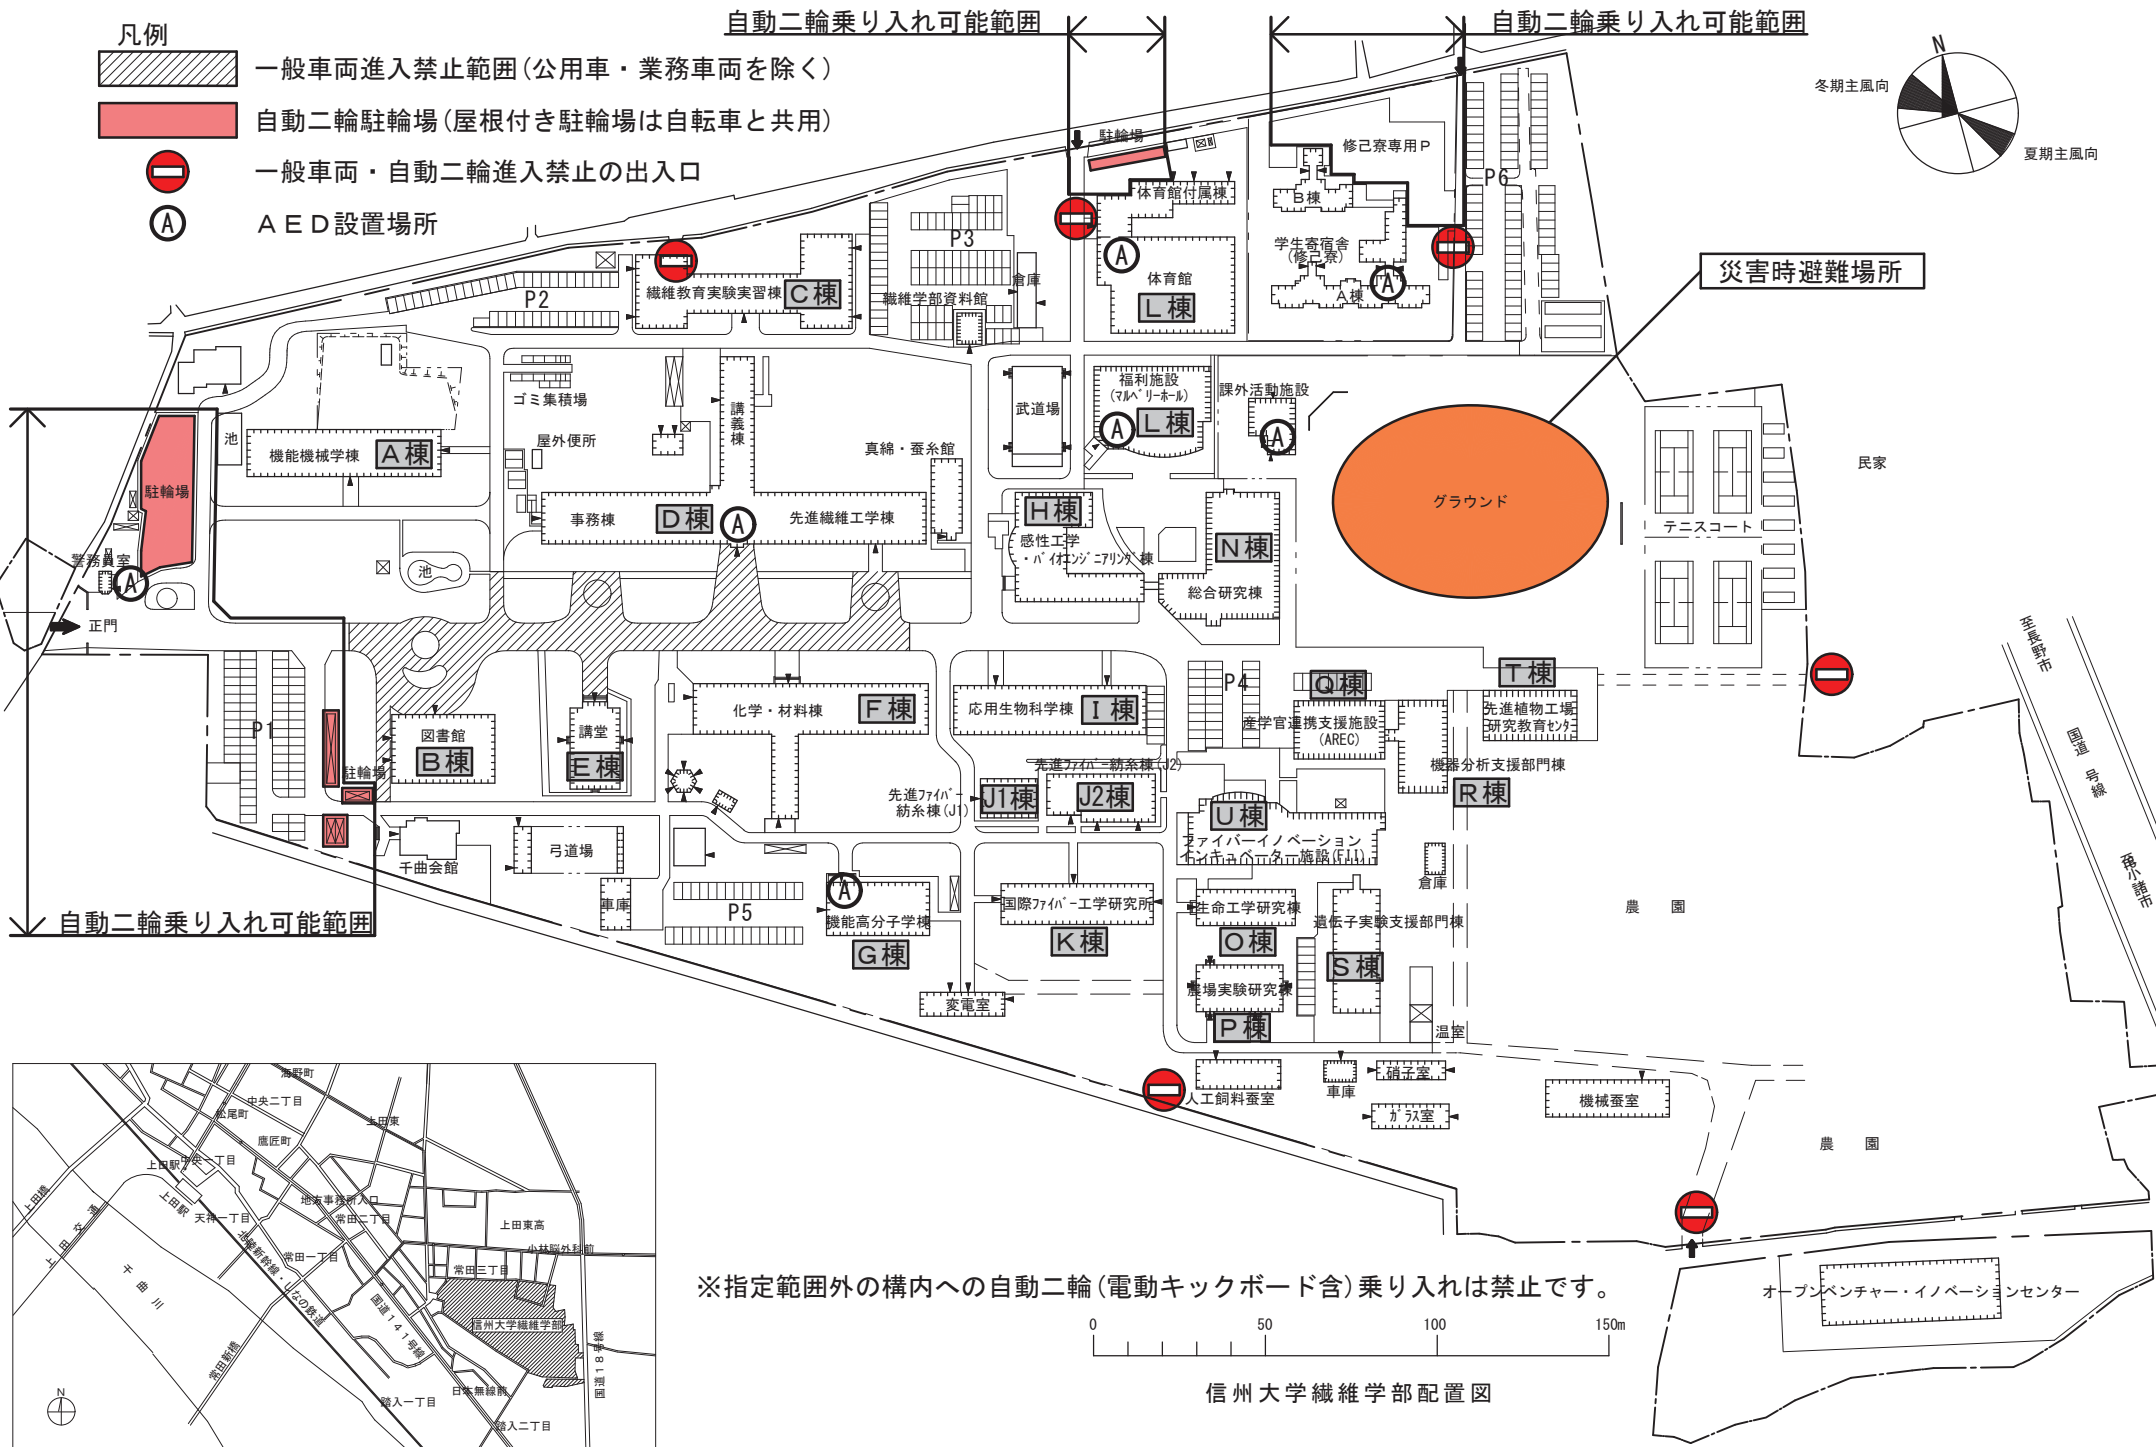 自動二輪乗り入れ可能範囲
自動二輪乗り入れ可能範囲
凡例
一般車両進入禁止範囲(公用車・業務車両を除く)
自動二輪駐輪場(屋根付き駐輪場は自転車と共用)
一般車両・自動二輪進入禁止の出入口
A
AED設置場所
N
冬期主風向
夏期主風向
駐輪場
修己寮専用P
P6
体育館付属棟
B棟
P3
学生寄宿舎
(修己寮)
A
体育館
L棟
A
A棟
災害時避難場所
倉庫
繊維学部資料館
繊維教育実験実習棟
C棟
P2
ゴミ集積場
講義棟
武道場
福利施設
(マルベリーホール)
L棟
A
課外活動施設
A
池
機能機械学棟
A棟
屋外便所
真綿・蚕糸館
グラウンド
民家
テニスコート
駐輪場
事務棟
D棟
A
先進繊維工学棟
H棟
感性工学
・バイオエンジニアリング棟
N棟
総合研究棟
警務員室
A
池
正門
至長野市
国道 号線
至小諸市
P1
駐輪場
図書館
B棟
講堂
E棟
化学・材料棟
F棟
応用生物科学棟
I棟
P4
Q棟
産学官連携支援施設
(AREC)
T棟
先進植物工場
研究教育センタ
機器分析支援部門棟
R棟
先進ファイバー紡糸棟(J2)
先進ファイバー
紡糸棟(J1)
J1棟
J2棟
U棟
ファイバーイノベーション
インキュベーター施設(FII)
千曲会館
弓道場
車庫
P5
A
機能高分子学棟
G棟
国際ファイバー工学研究所
K棟
生命工学研究棟
O棟
遺伝子実験支援部門棟
S棟
倉庫
農園
自動二輪乗り入れ可能範囲
変電室
農場実験研究棟
P棟
温室
人工飼料蚕室
車庫
硝子室
ガラス室
機械蚕室
農園
海野町
中央二丁目
松尾町
上田東
鷹匠町
上田駅
中央一丁目
上田橋
上田交通
上田駅
地方事務所入口
天神一丁目
常田二丁目
上田東高
北陸新幹線・しなの鉄道
常田一丁目
小林脳外科前
常田三丁目
千曲川
国道141号線
信州大学繊維学部
常田新橋
国道18号線
日本無線前
踏入一丁目
踏入二丁目
N
※指定範囲外の構内への自動二輪(電動キックボード含)乗り入れは禁止です。
0 50 100 150m
信州大学繊維学部配置図
オープンベンチャー・イノベーションセンター